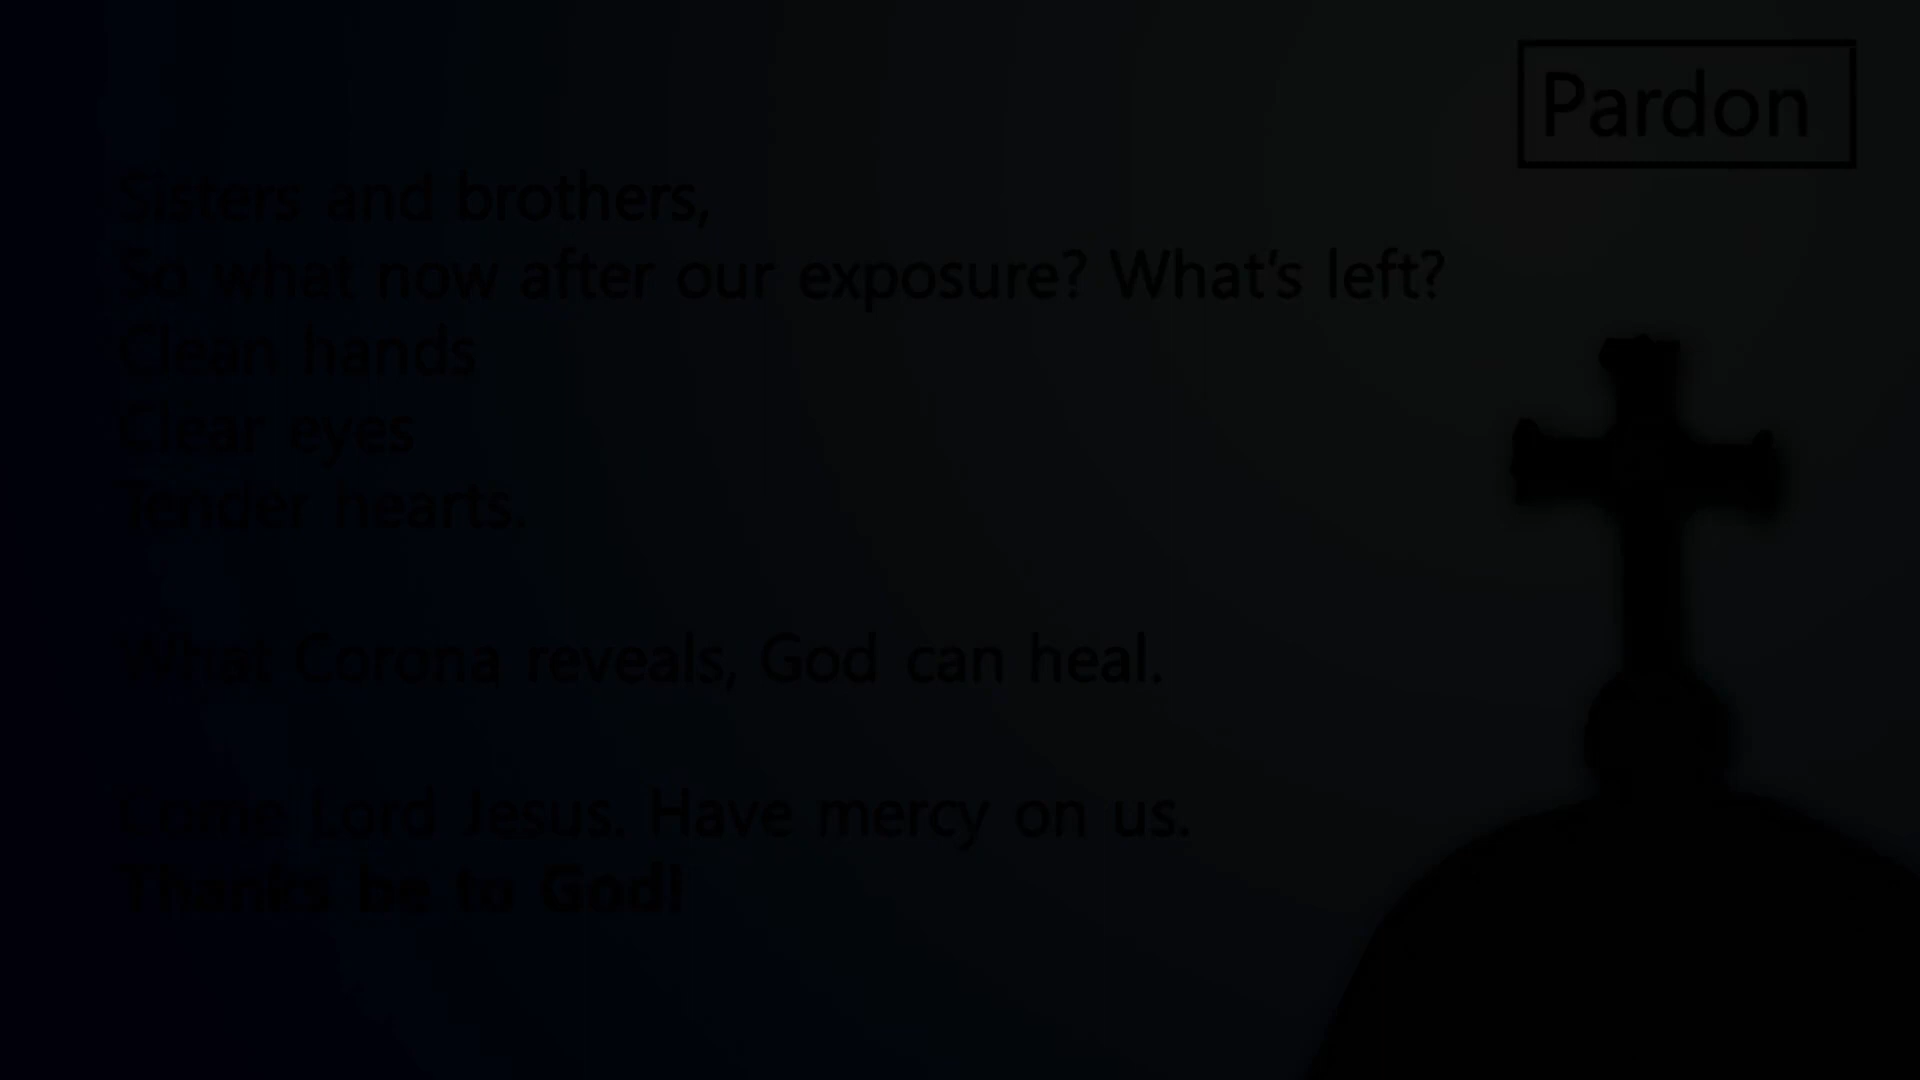 Pardon
Sisters and brothers,
So what now after our exposure? What's left?
Clean hands
Clear eyes
Tender hearts.
What Corona reveals, God can heal.
Come Lord Jesus. Have mercy on us.
Thanks be to God!